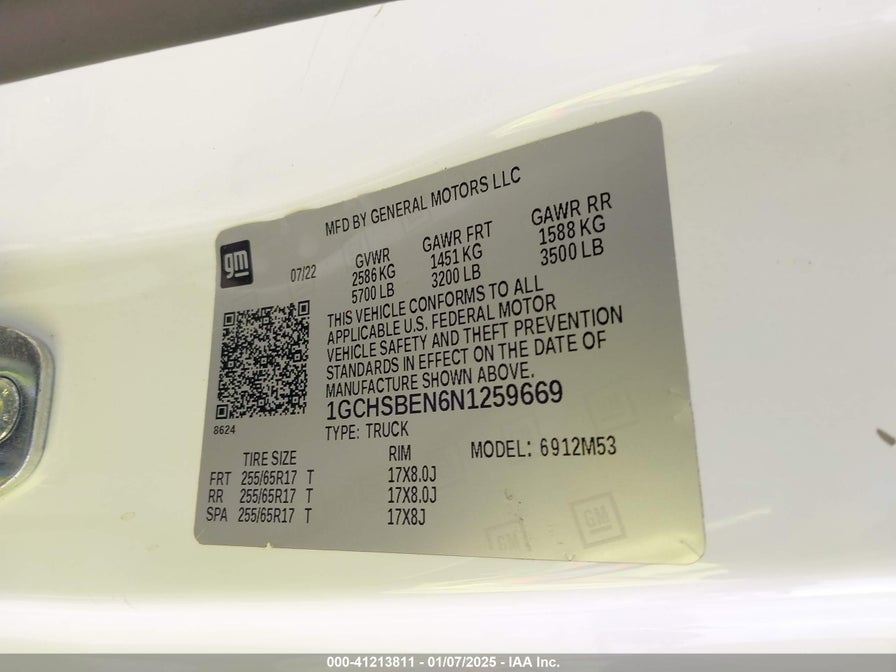 MFD BY GENERAL MOTORS LLC
gm
07/22
GVWR
2586 KG
5700 LB
GAWR FRT
1451 KG
3200 LB
GAWR RR
1588 KG
3500 LB
THIS VEHICLE CONFORMS TO ALL
APPLICABLE U.S. FEDERAL MOTOR
VEHICLE SAFETY AND THEFT PREVENTION
STANDARDS IN EFFECT ON THE DATE OF
MANUFACTURE SHOWN ABOVE.
1GCHSBEN6N1259669
8624
TYPE: TRUCK
MODEL: 6912M53
TIRE SIZE RIM
FRT 255/65R17 T 17X8.0J
RR 255/65R17 T 17X8.0J
SPA 255/65R17 T 17X8J
GM GM
000-41213811 - 01/07/2025 - IAA Inc.